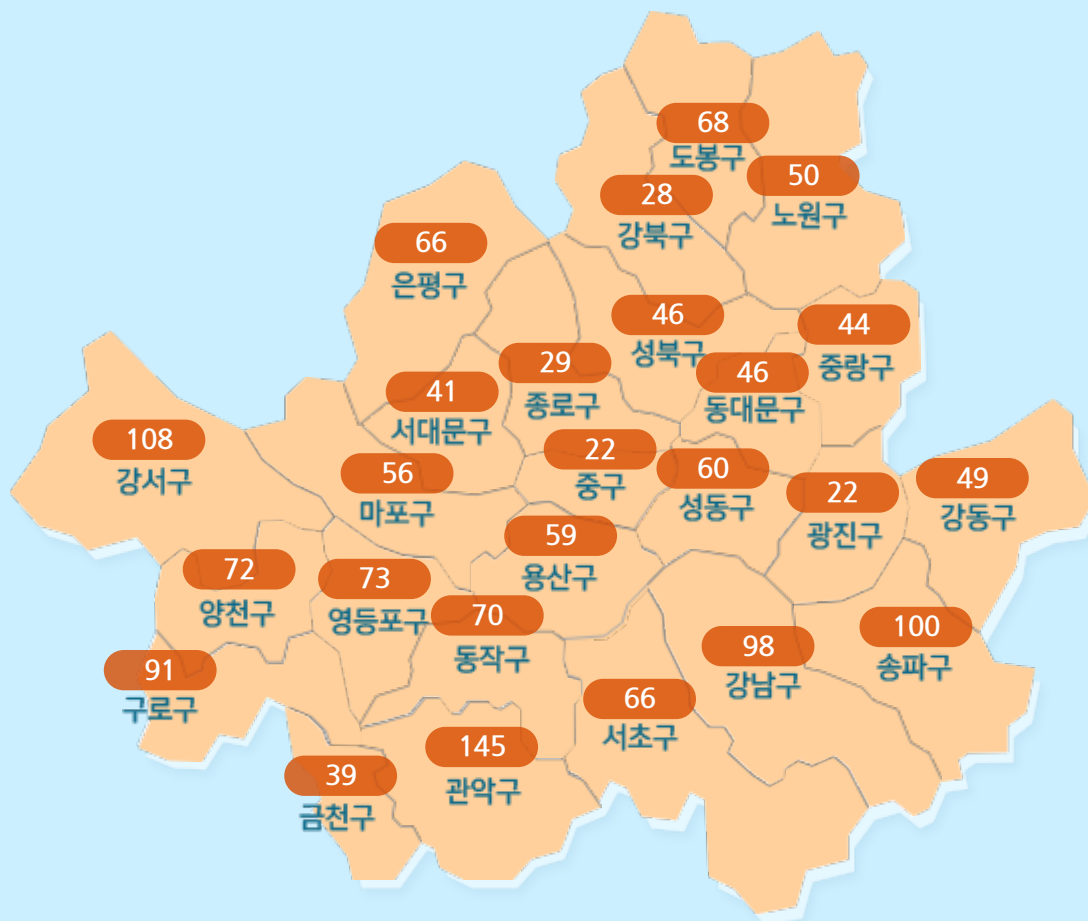 68
도봉구
50
노원구
28
강북구
66
은평구
46
성북구
44
중랑구
29
종로구
46
동대문구
41
서대문구
108
강서구
56
마포구
22
중구
60
성동구
22
광진구
49
강동구
59
용산구
72
양천구
73
영등포구
70
동작구
100
송파구
98
강남구
91
구로구
66
서초구
145
관악구
39
금천구